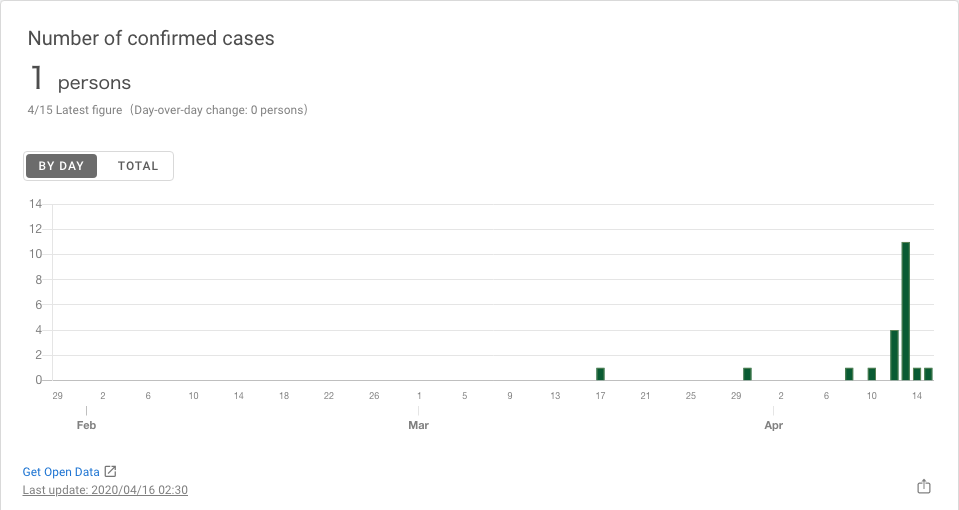 Number of confirmed cases
1 persons
4/15 Latest figure（Day-over-day change: 0 persons）
BY DAY TOTAL
14
12
10
8
6
4
2
0
29 2 6 10 14 18 22 26 1 5 9 13 17 21 25 29 2 6 10 14
Feb Mar Apr
Get Open Data
Last update: 2020/04/16 02:30